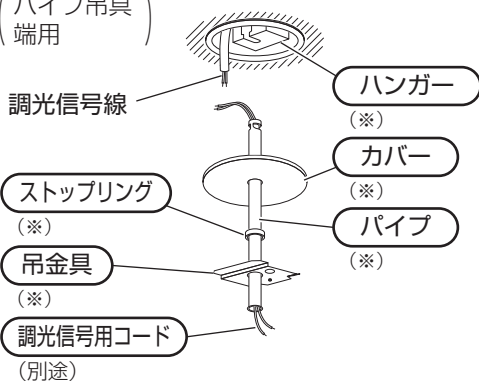 パイプ吊具
端用
調光信号線
ハンガー
(※)
カバー
(※)
ストップリング
(※)
パイプ
(※)
吊金具
(※)
調光信号用コード
(別途)